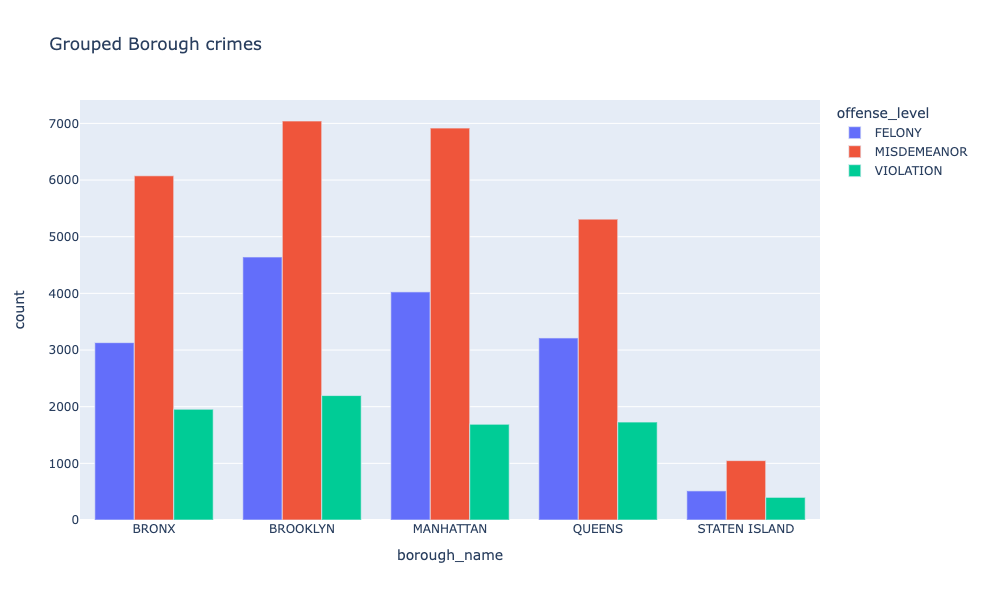 Grouped Borough crimes
offense_level
FELONY
MISDEMEANOR
VIOLATION
7000
6000
5000
4000
3000
2000
1000
0
count
BRONX
BROOKLYN
MANHATTAN
QUEENS
STATEN ISLAND
borough_name